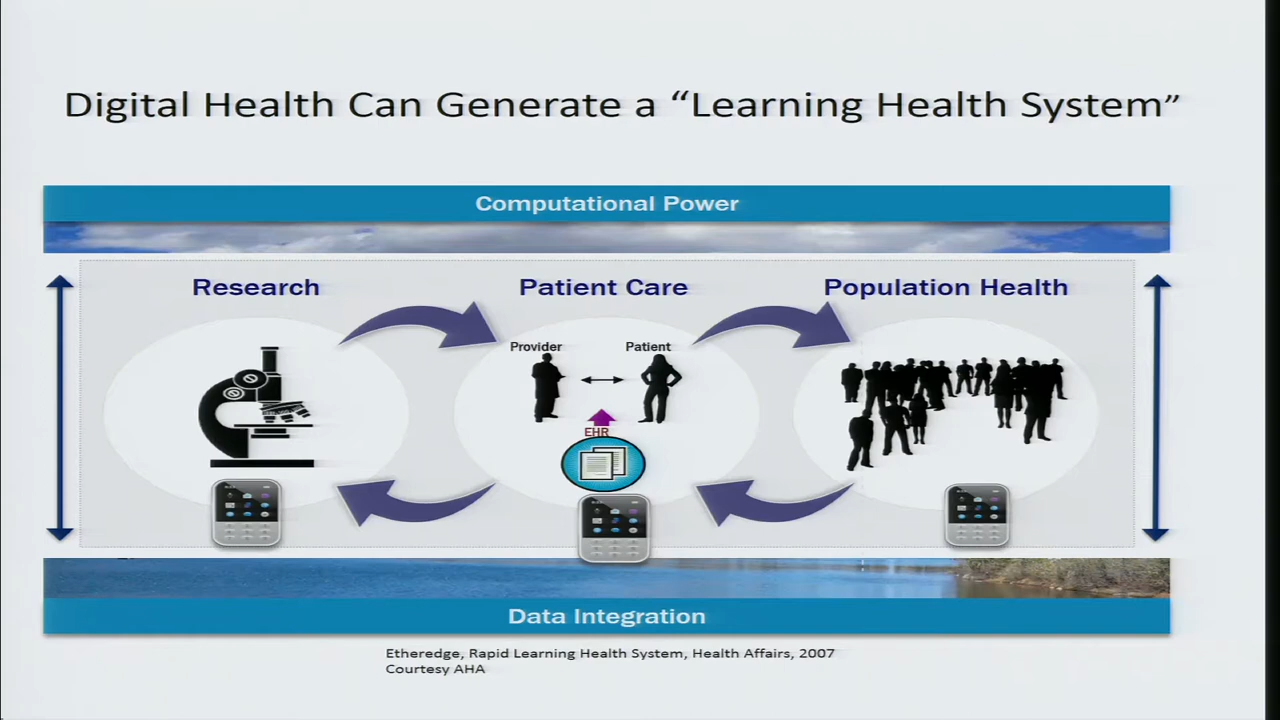 Digital Health Can Generate a “Learning Health System”
Computational Power
Research
Patient Care
Population Health
Provider
Patient
EHR
Data Integration
Etheredge, Rapid Learning Health System, Health Affairs, 2007
Courtesy AHA